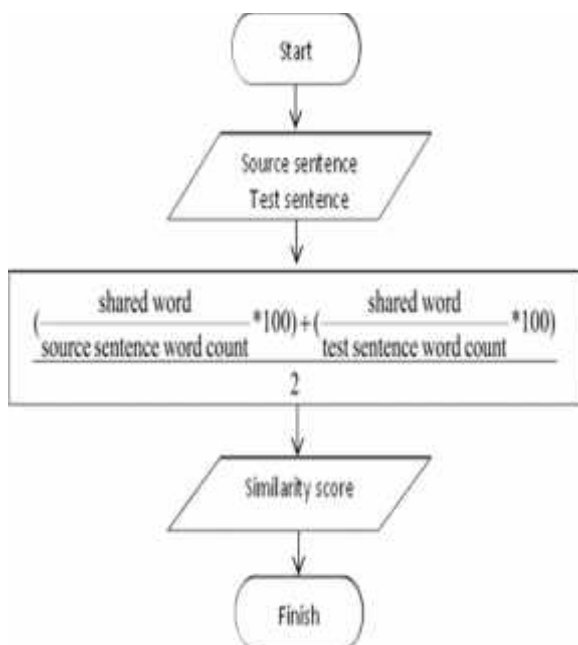 Start
Source sentence
Test sentence
shared word shared word
(――――*100)+(――――*100)
source sentence word count test sentence word count
2
Similarity score
Finish